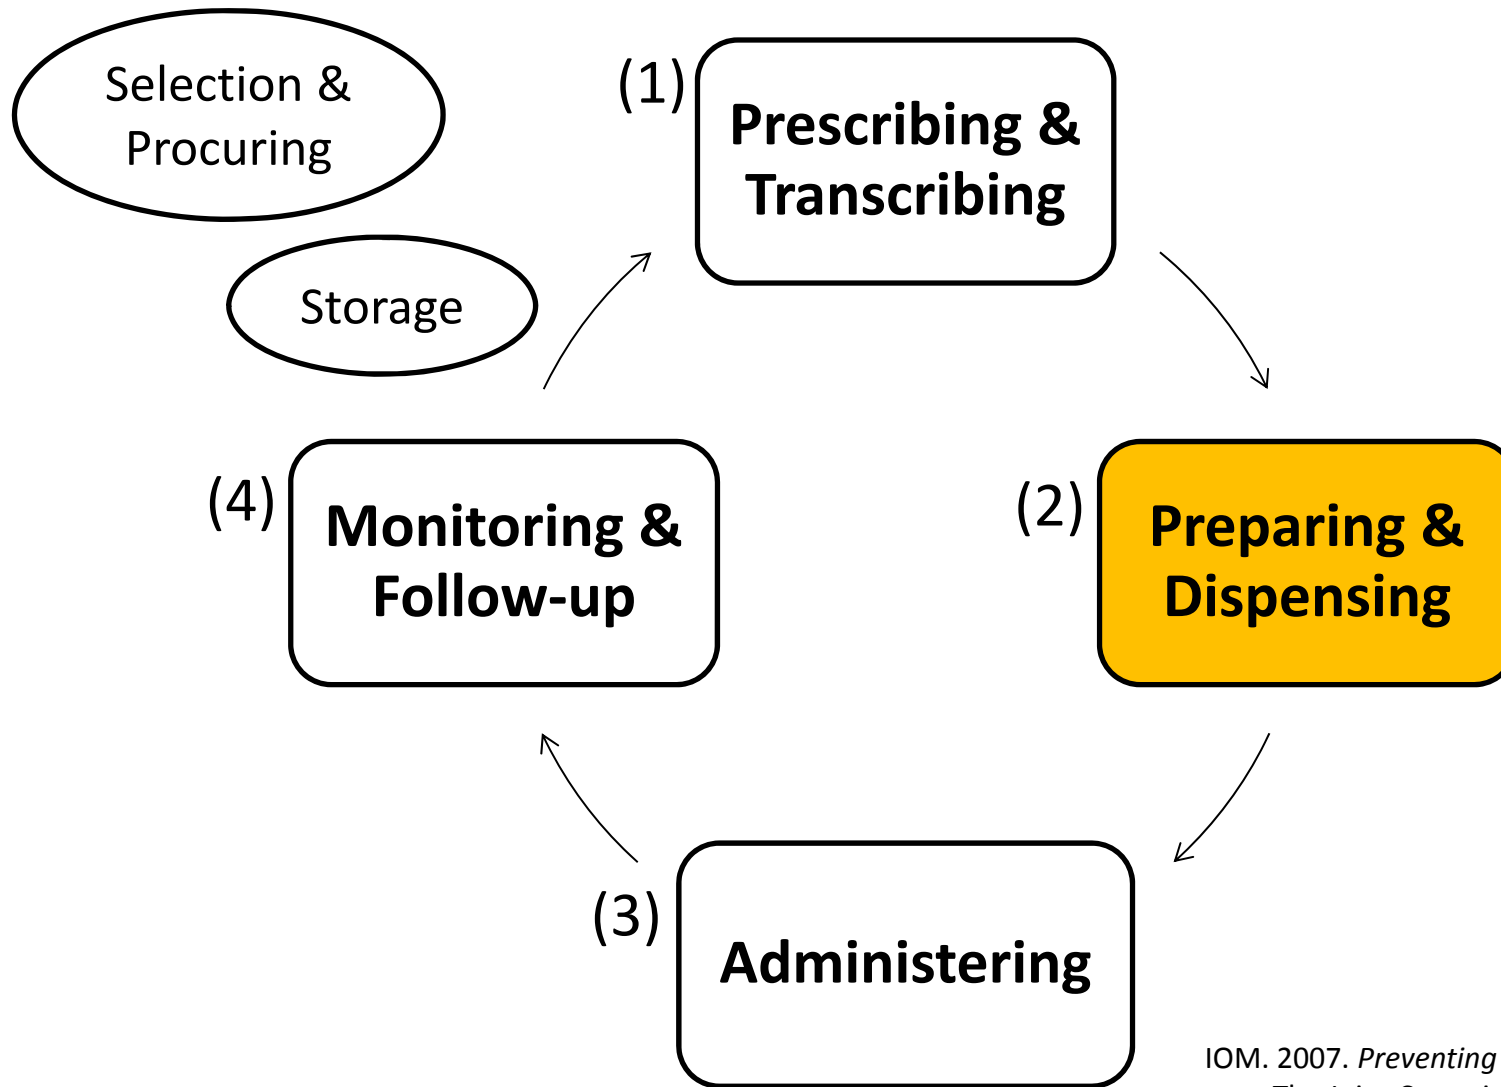 Selection &
Procuring
Storage
(1)
Prescribing &
Transcribing
(2)
Preparing &
Dispensing
(3)
Administering
(4)
Monitoring &
Follow-up
IOM. 2007. Preventing